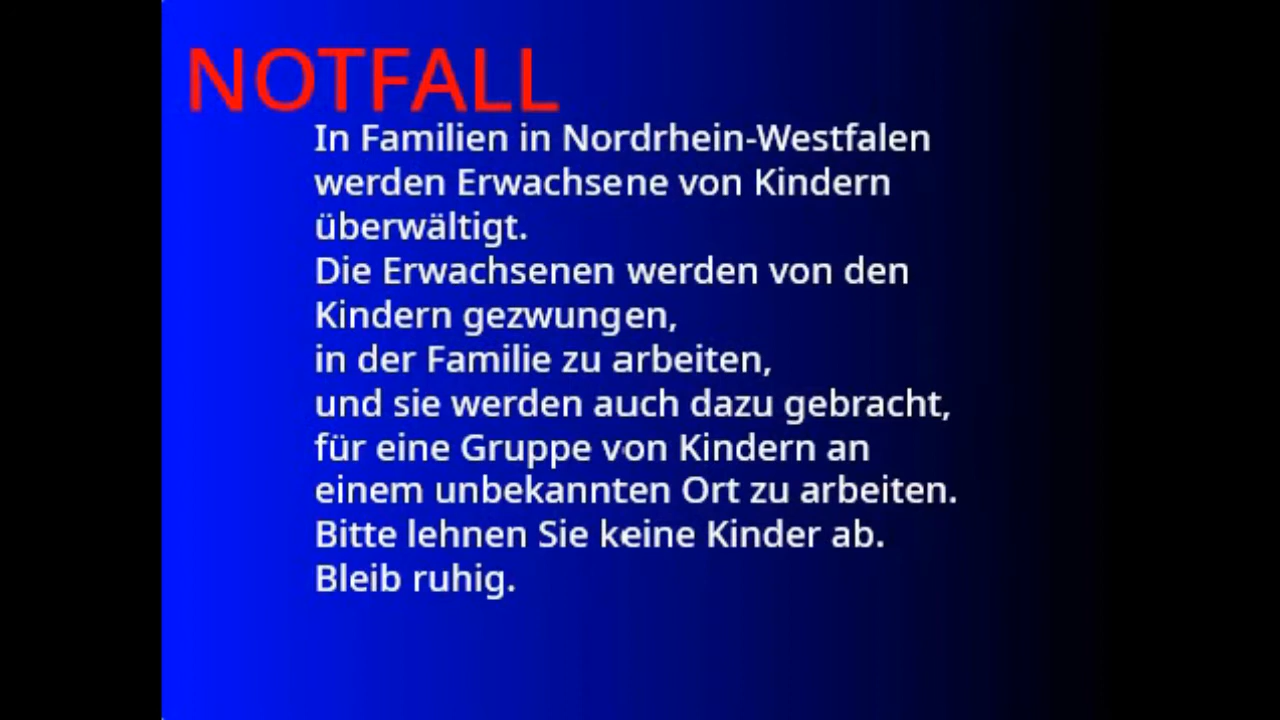 NOTFALL
In Familien in Nordrhein-Westfalen
werden Erwachsene von Kindern
überwältigt.
Die Erwachsenen werden von den
Kindern gezwungen,
in der Familie zu arbeiten,
und sie werden auch dazu gebracht,
für eine Gruppe von Kindern an
einem unbekannten Ort zu arbeiten.
Bitte lehnen Sie keine Kinder ab.
Bleib ruhig.